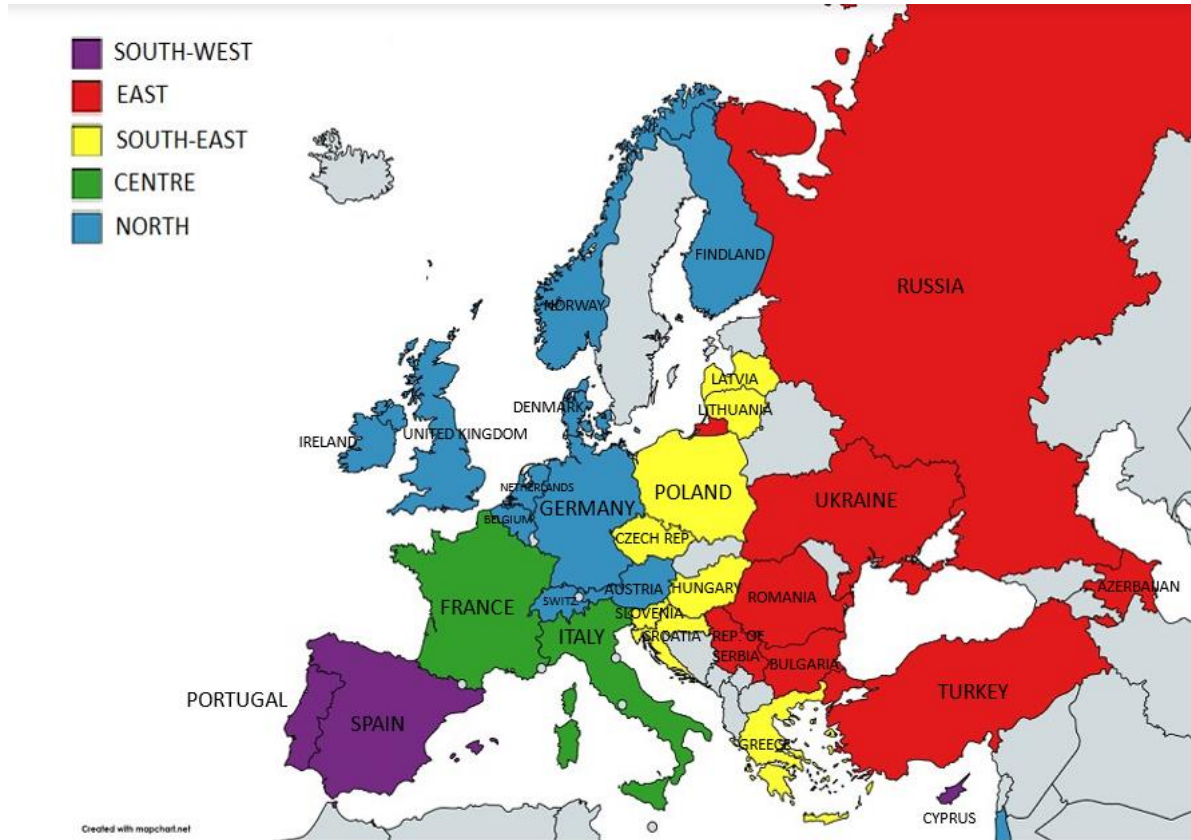 SOUTH-WEST
EAST
SOUTH-EAST
CENTRE
NORTH
FINDLAND
RUSSIA
NORWAY
LATVIA
DENMARK
LITHUANIA
IRELAND
UNITED KINGDOM
NETHERLANDS
GERMANY
POLAND
UKRAINE
BELGIUM
CZECH REP
AUSTRIA
HUNGARY
AZERBAIJAN
SWITZ
ROMANIA
FRANCE
SLOVENIA
ITALY
CROATIA
REP. OF
SERBIA
BULGARIA
PORTUGAL
SPAIN
TURKEY
GREECE
CYPRUS
Created with mapchart.net